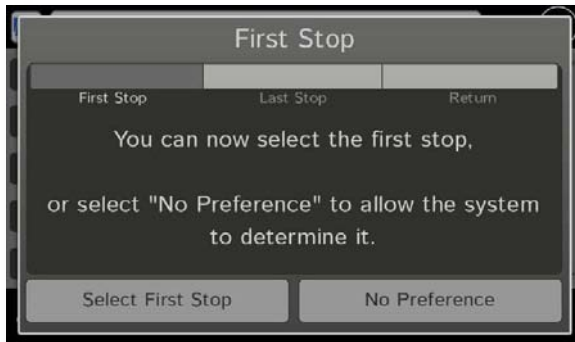 First Stop
First Stop Last Stop Return
You can now select the first stop,
or select "No Preference" to allow the system
to determine it.
Select First Stop No Preference